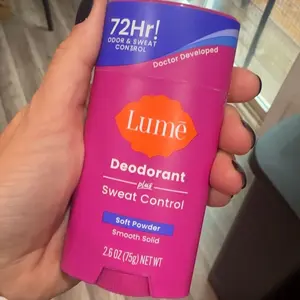 72Hr!
ODOR & SWEAT
CONTROL
Doctor Developed
Lumē
Deodorant
plus
Sweat Control
Soft Powder
Smooth Solid
2.6 OZ (75g) NET WT